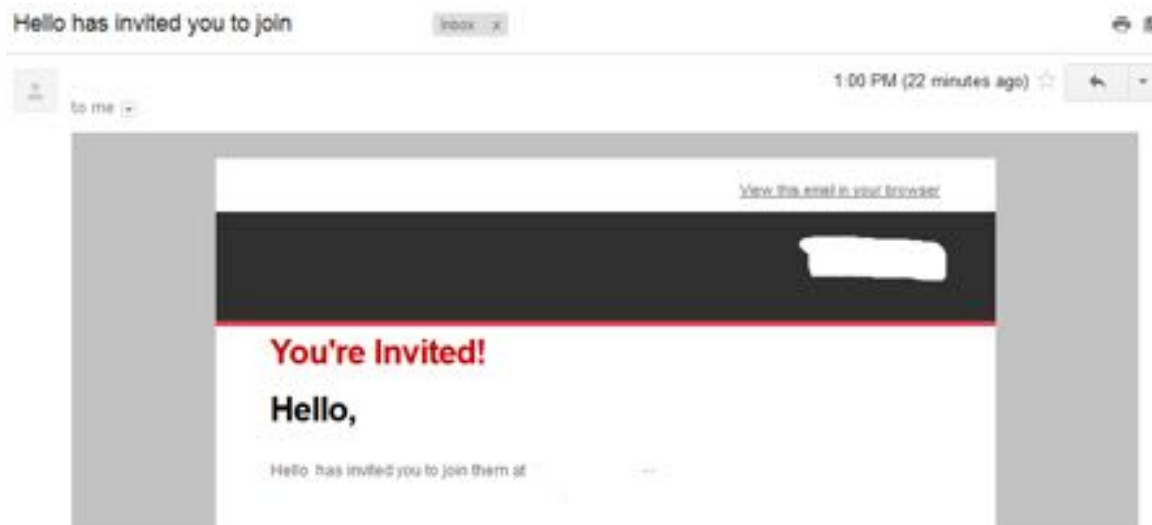 Hello has invited you to join
Inbox x
1:00 PM (22 minutes ago)
to me
View this email in your browser
You're Invited!
Hello,
Hello has invited you to join them at